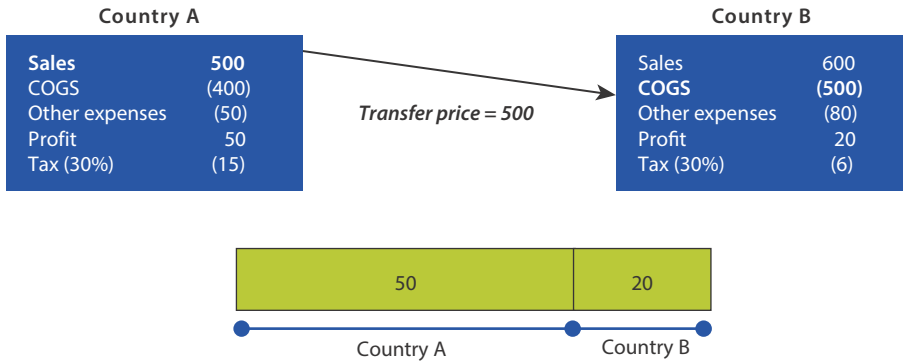 Country A
Sales 500
COGS (400)
Other expenses (50)
Profit 50
Tax (30%) (15)
Transfer price = 500
Country B
Sales 600
COGS (500)
Other expenses (80)
Profit 20
Tax (30%) (6)
50 20
Country A Country B